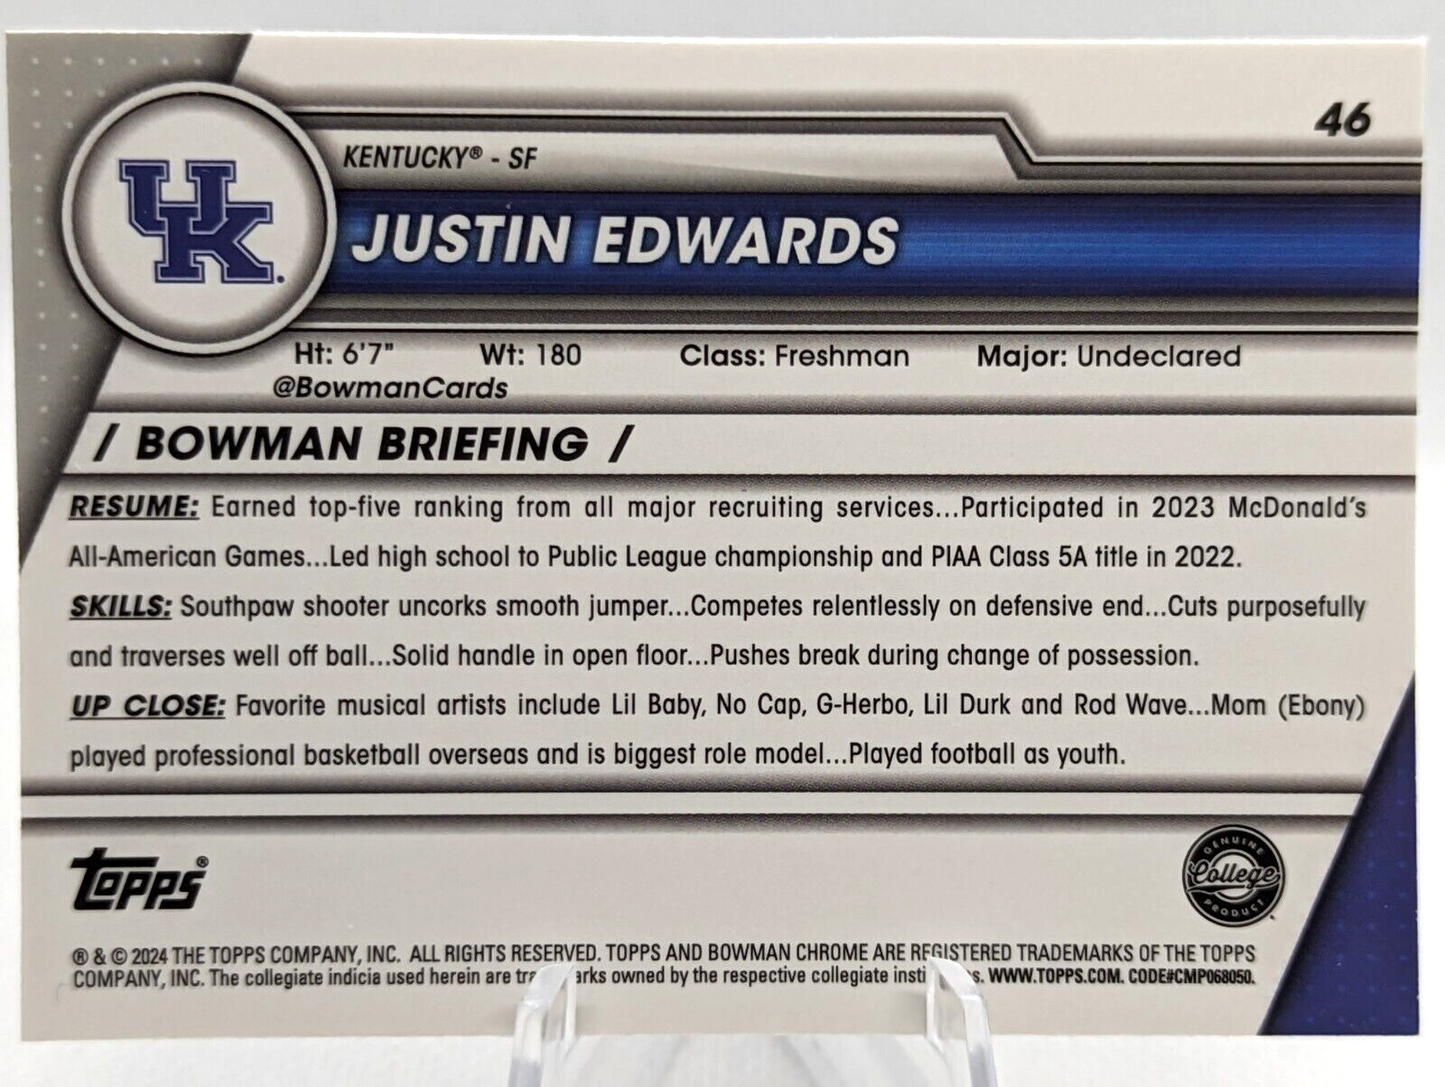 46
KENTUCKY® - SF
UK
JUSTIN EDWARDS
Ht: 6'7" Wt: 180 Class: Freshman Major: Undeclared
@BowmanCards
/ BOWMAN BRIEFING /
RESUME: Earned top-five ranking from all major recruiting services...Participated in 2023 McDonald's
All-American Games...Led high school to Public League championship and PIAA Class 5A title in 2022.
SKILLS: Southpaw shooter uncorks smooth jumper...Competes relentlessly on defensive end...Cuts purposefully
and traverses well off ball...Solid handle in open floor...Pushes break during change of possession.
UP CLOSE: Favorite musical artists include Lil Baby, No Cap, G-Herbo, Lil Durk and Rod Wave...Mom (Ebony)
played professional basketball overseas and is biggest role model...Played football as youth.
Topps®
GENUINE
College
PRODUCT
® & © 2024 THE TOPPS COMPANY, INC. ALL RIGHTS RESERVED. TOPPS AND BOWMAN CHROME ARE REGISTERED TRADEMARKS OF THE TOPPS
COMPANY, INC. The collegiate indicia used herein are owned by the respective collegiate WWW.TOPPS.COM. CODE#CMP068050.